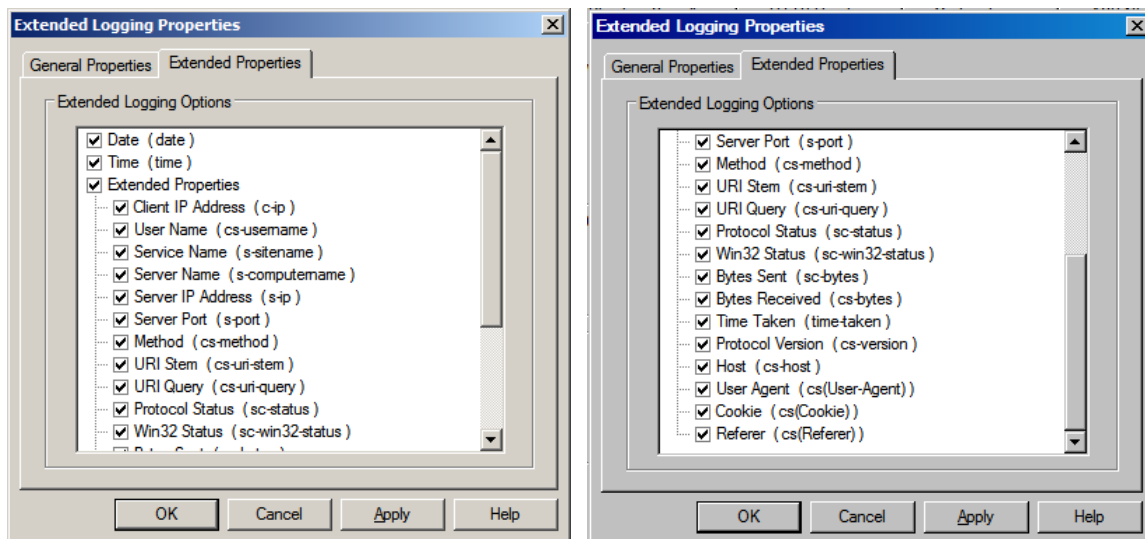 Extended Logging Properties
General Properties
Extended Properties
Extended Logging Options
Date ( date )
Time ( time )
Extended Properties
Client IP Address ( c-ip )
User Name ( cs-username )
Service Name ( s-sitename )
Server Name ( s-computername )
Server IP Address ( s-ip )
Server Port ( s-port )
Method ( cs-method )
URI Stem ( cs-uri-stem )
URI Query ( cs-uri-query )
Protocol Status ( sc-status )
Win32 Status ( sc-win32-status )
OK
Cancel
Apply
Help
Extended Logging Properties
General Properties
Extended Properties
Extended Logging Options
Server Port ( s-port )
Method ( cs-method )
URI Stem ( cs-uri-stem )
URI Query ( cs-uri-query )
Protocol Status ( sc-status )
Win32 Status ( sc-win32-status )
Bytes Sent ( sc-bytes )
Bytes Received ( cs-bytes )
Time Taken ( time-taken )
Protocol Version ( cs-version )
Host ( cs-host )
User Agent ( cs(User-Agent) )
Cookie ( cs(Cookie) )
Referer ( cs(Referer) )
OK
Cancel
Apply
Help